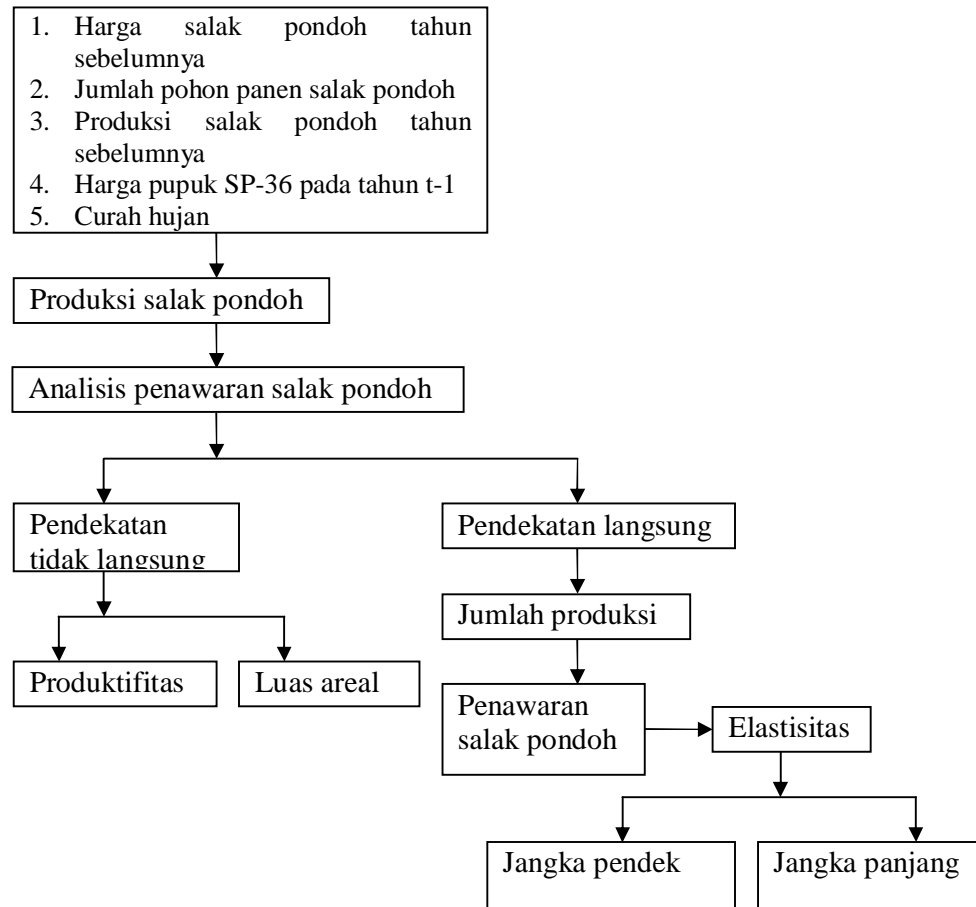 1. Harga salak pondoh tahun
sebelumnya
2. Jumlah pohon panen salak pondoh
3. Produksi salak pondoh tahun
sebelumnya
4. Harga pupuk SP-36 pada tahun t-1
5. Curah hujan
Produksi salak pondoh
Analisis penawaran salak pondoh
Pendekatan
tidak langsung
Pendekatan langsung
Jumlah produksi
Produktifitas
Luas areal
Penawaran
salak pondoh
Elastisitas
Jangka pendek
Jangka panjang